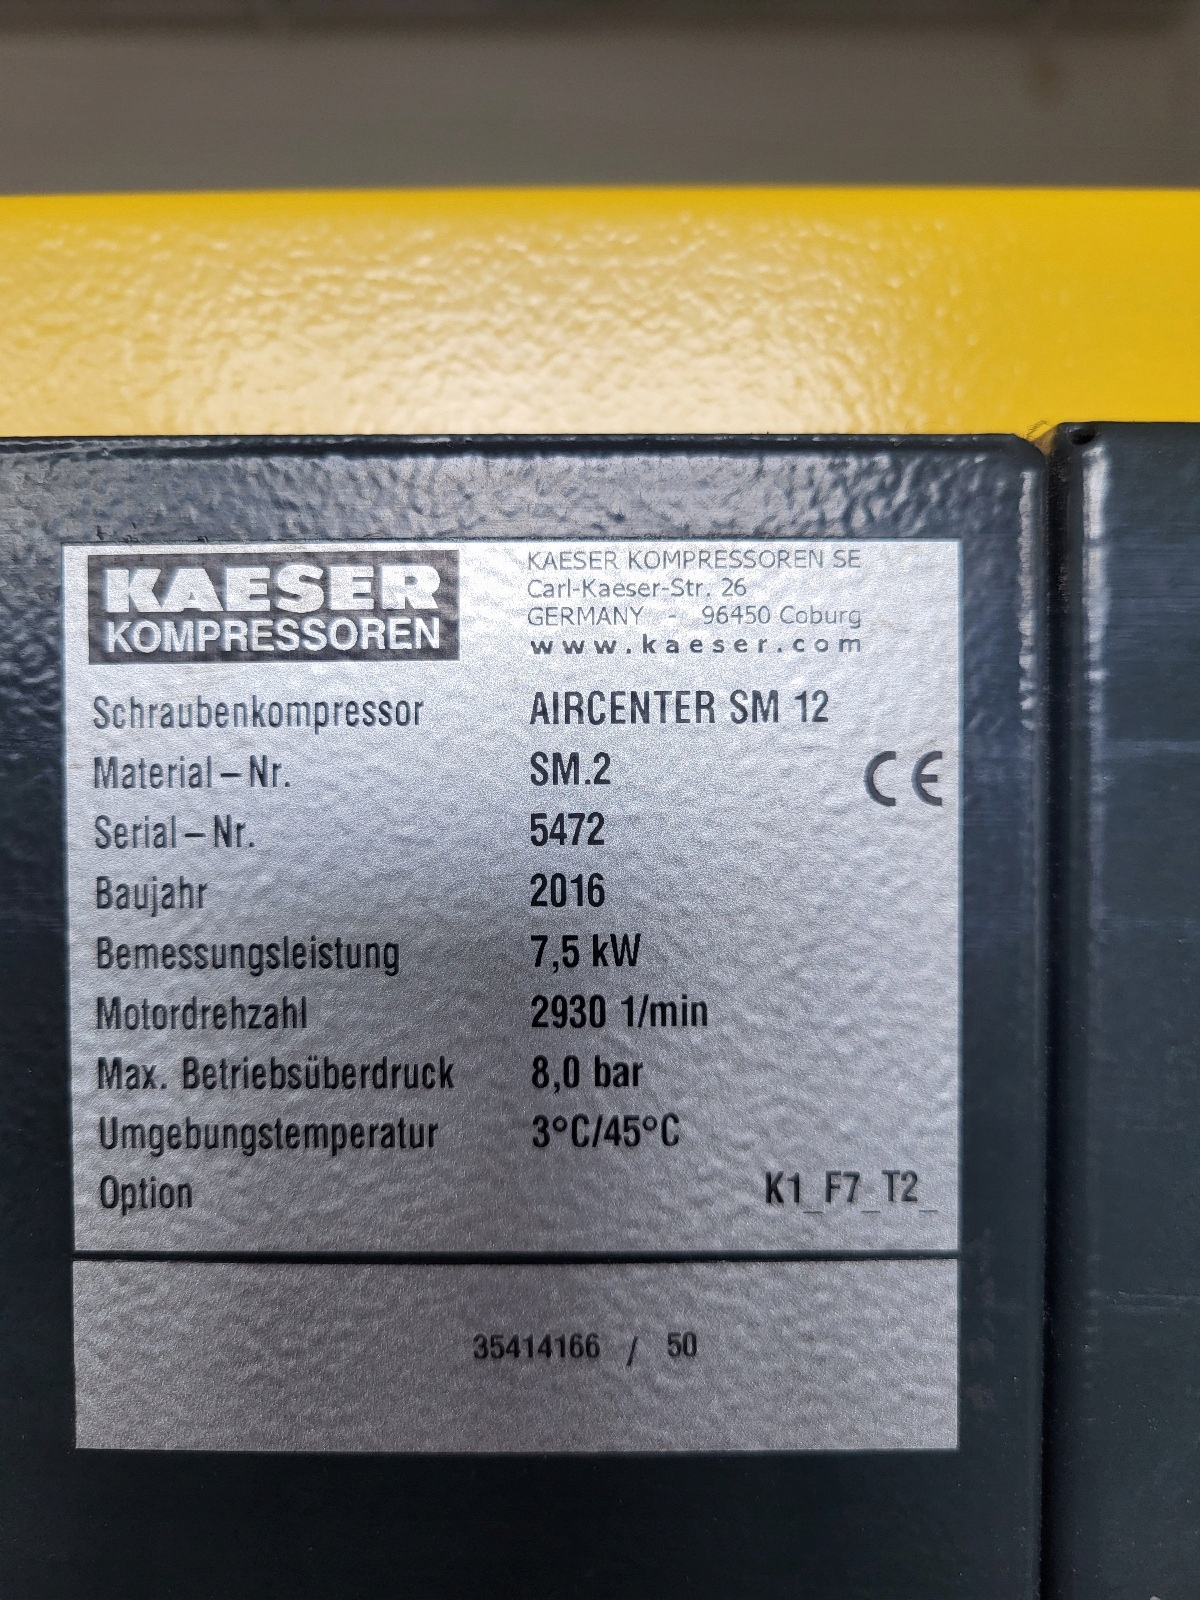 KAESER
KOMPRESSOREN
KAESER KOMPRESSOREN SE
Carl-Kaeser-Str. 26
GERMANY - 96450 Coburg
www.kaeser.com
Schraubenkompressor AIRCENTER SM 12
Material-Nr. SM.2
CE
Serial-Nr. 5472
Baujahr 2016
Bemessungsleistung 7,5 kW
Motordrehzahl 2930 1/min
Max. Betriebsüberdruck 8,0 bar
Umgebungstemperatur 3°C/45°C
Option K1_F7_T2_
35414166 / 50